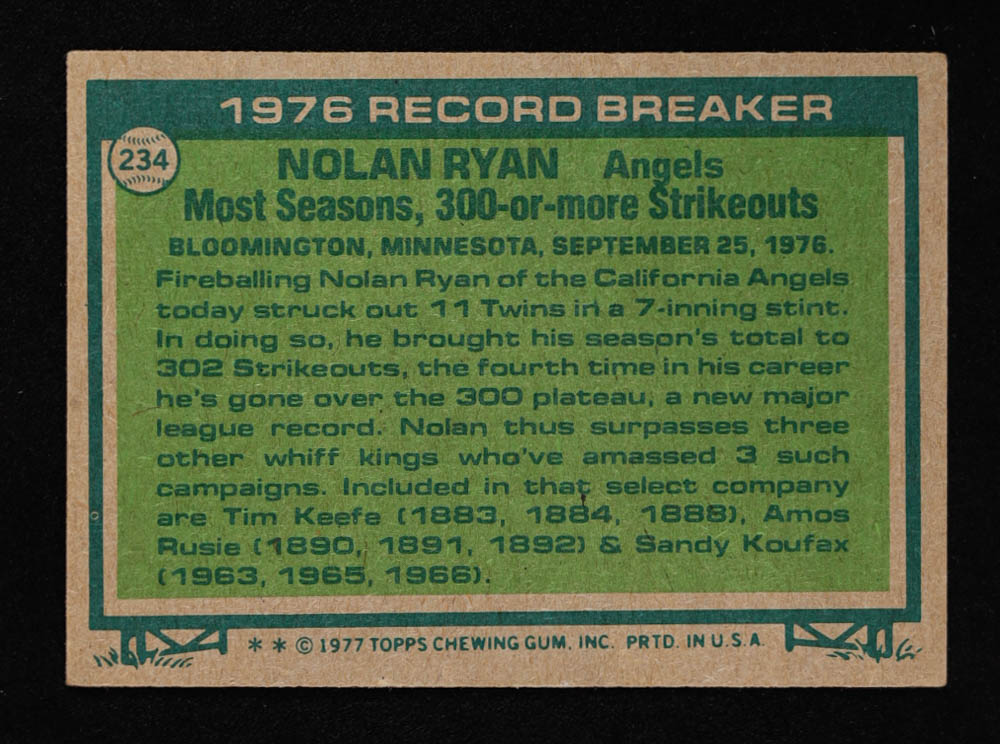 1976 RECORD BREAKER
234
NOLAN RYAN Angels
Most Seasons, 300-or-more Strikeouts
BLOOMINGTON, MINNESOTA, SEPTEMBER 25, 1976.
Fireballing Nolan Ryan of the California Angels
today struck out 11 Twins in a 7-inning stint.
In doing so, he brought his season's total to
302 Strikeouts, the fourth time in his career
he's gone over the 300 plateau, a new major
league record. Nolan thus surpasses three
other whiff kings who've amassed 3 such
campaigns. Included in that select company
are Tim Keefe (1883, 1884, 1888), Amos
Rusie (1890, 1891, 1892) & Sandy Koufax
(1963, 1965, 1966).
* * © 1977 TOPPS CHEWING GUM, INC. PRTD. IN U.S.A.